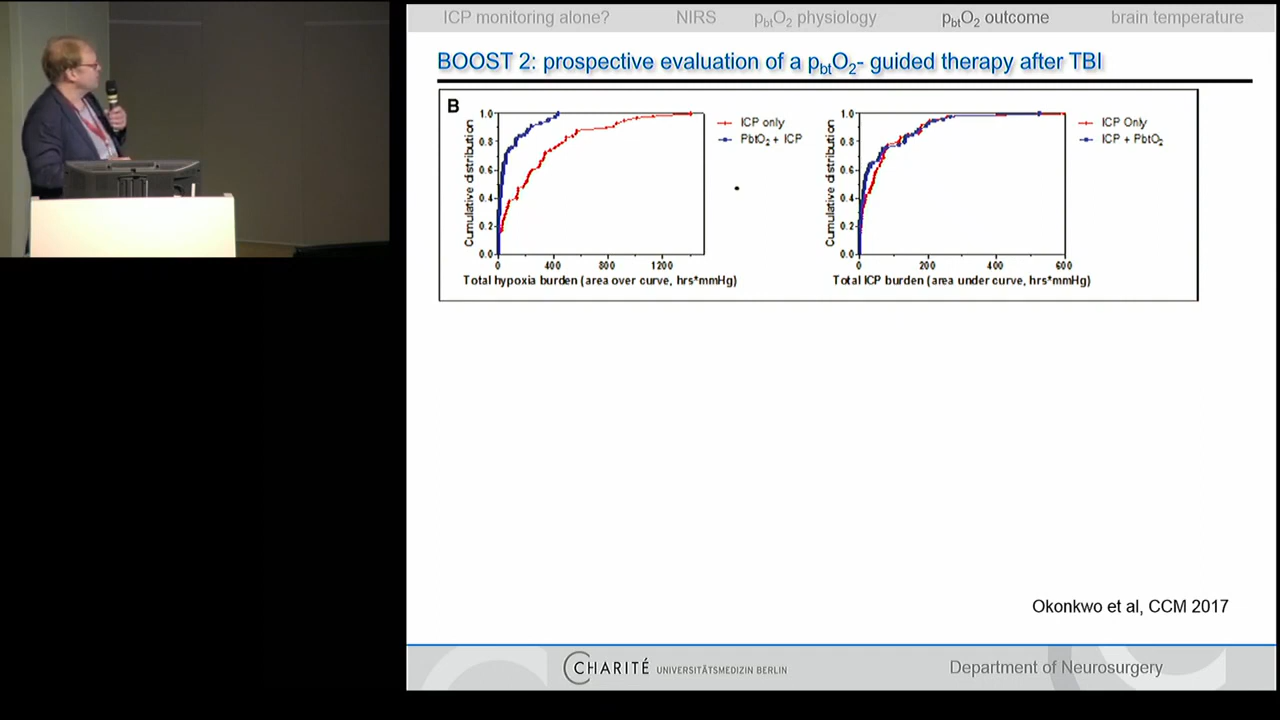 ICP monitoring alone? NIRS pbtO2 physiology pbtO2 outcome brain temperature
BOOST 2: prospective evaluation of a pbtO2- guided therapy after TBI
B
Cumulative distribution
1.0
0.8
0.6
0.4
0.2
0.0
0 400 800 1200
Total hypoxia burden (area over curve, hrs*mmHg)
ICP only
PbtO2 + ICP
Cumulative distribution
1.0
0.8
0.6
0.4
0.2
0.0
0 200 400 600
Total ICP burden (area under curve, hrs*mmHg)
ICP Only
ICP + PbtO2
Okonkwo et al, CCM 2017
CHARITÉ UNIVERSITÄTSMEDIZIN BERLIN
Department of Neurosurgery